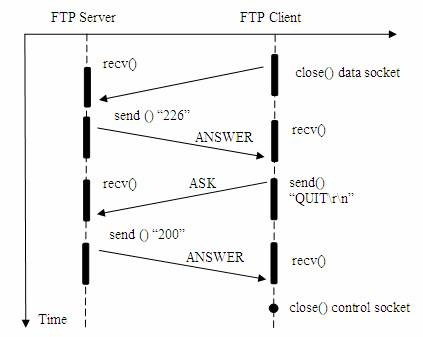 FTP Server
FTP Client
recv()
close() data socket
send () “226”
ANSWER
recv()
recv()
ASK
send()
“QUIT\r\n”
send () “200”
ANSWER
recv()
close() control socket
Time